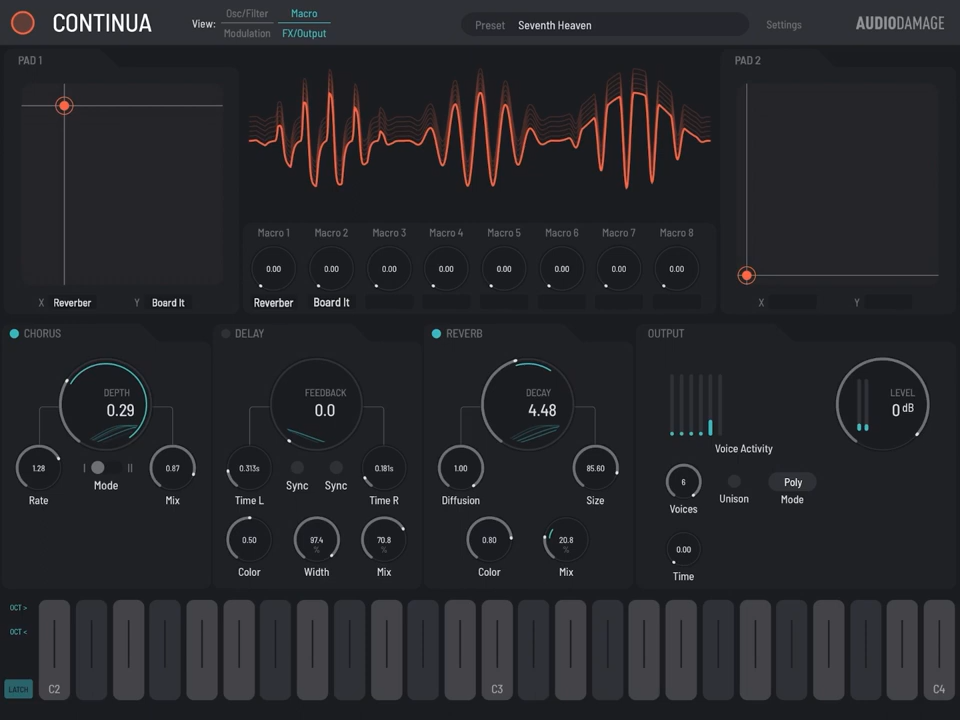 CONTINUA
View:
Osc/Filter Macro
Modulation FX/Output
Preset Seventh Heaven
Settings
AUDIODAMAGE
PAD 1
X Reverber Y Board It
Macro 1 Macro 2 Macro 3 Macro 4 Macro 5 Macro 6 Macro 7 Macro 8
0.00 0.00 0.00 0.00 0.00 0.00 0.00 0.00
Reverber Board It
PAD 2
X Y
CHORUS
DEPTH
0.29
1.28 0.87
Rate Mode Mix
DELAY
FEEDBACK
0.0
0.313s 0.181s
Sync Sync
Time L Time R
0.50 97.4 % 70.8 %
Color Width Mix
REVERB
DECAY
4.48
1.00 85.60
Diffusion Size
0.80 20.8 %
Color Mix
OUTPUT
LEVEL
0 dB
Voice Activity
6 Poly
Voices Unison Mode
0.00
Time
OCT >
OCT <
LATCH
C2 C3 C4